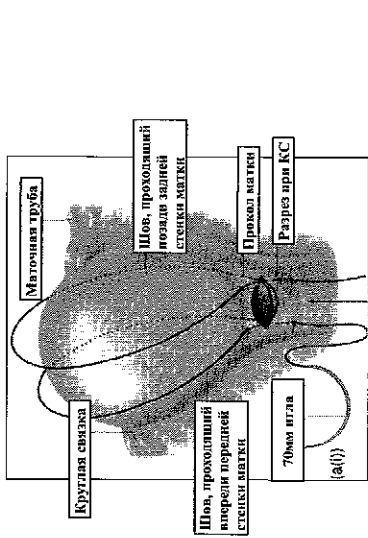 Маточная труба
Круглая связка
Шов, проходящий
позади задней
стенки матки
Прокол матки
Разрез при КС
Шов, проходящий
впереди передней
стенки матки
70мм игла
(a(i))